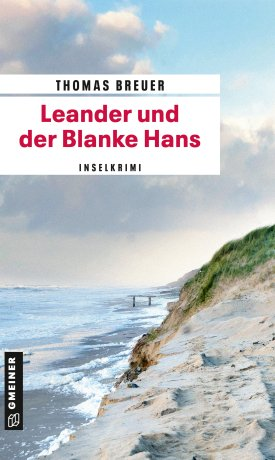 THOMAS BREUER
Leander und
der Blanke Hans
INSELKRIMI
GMEINER